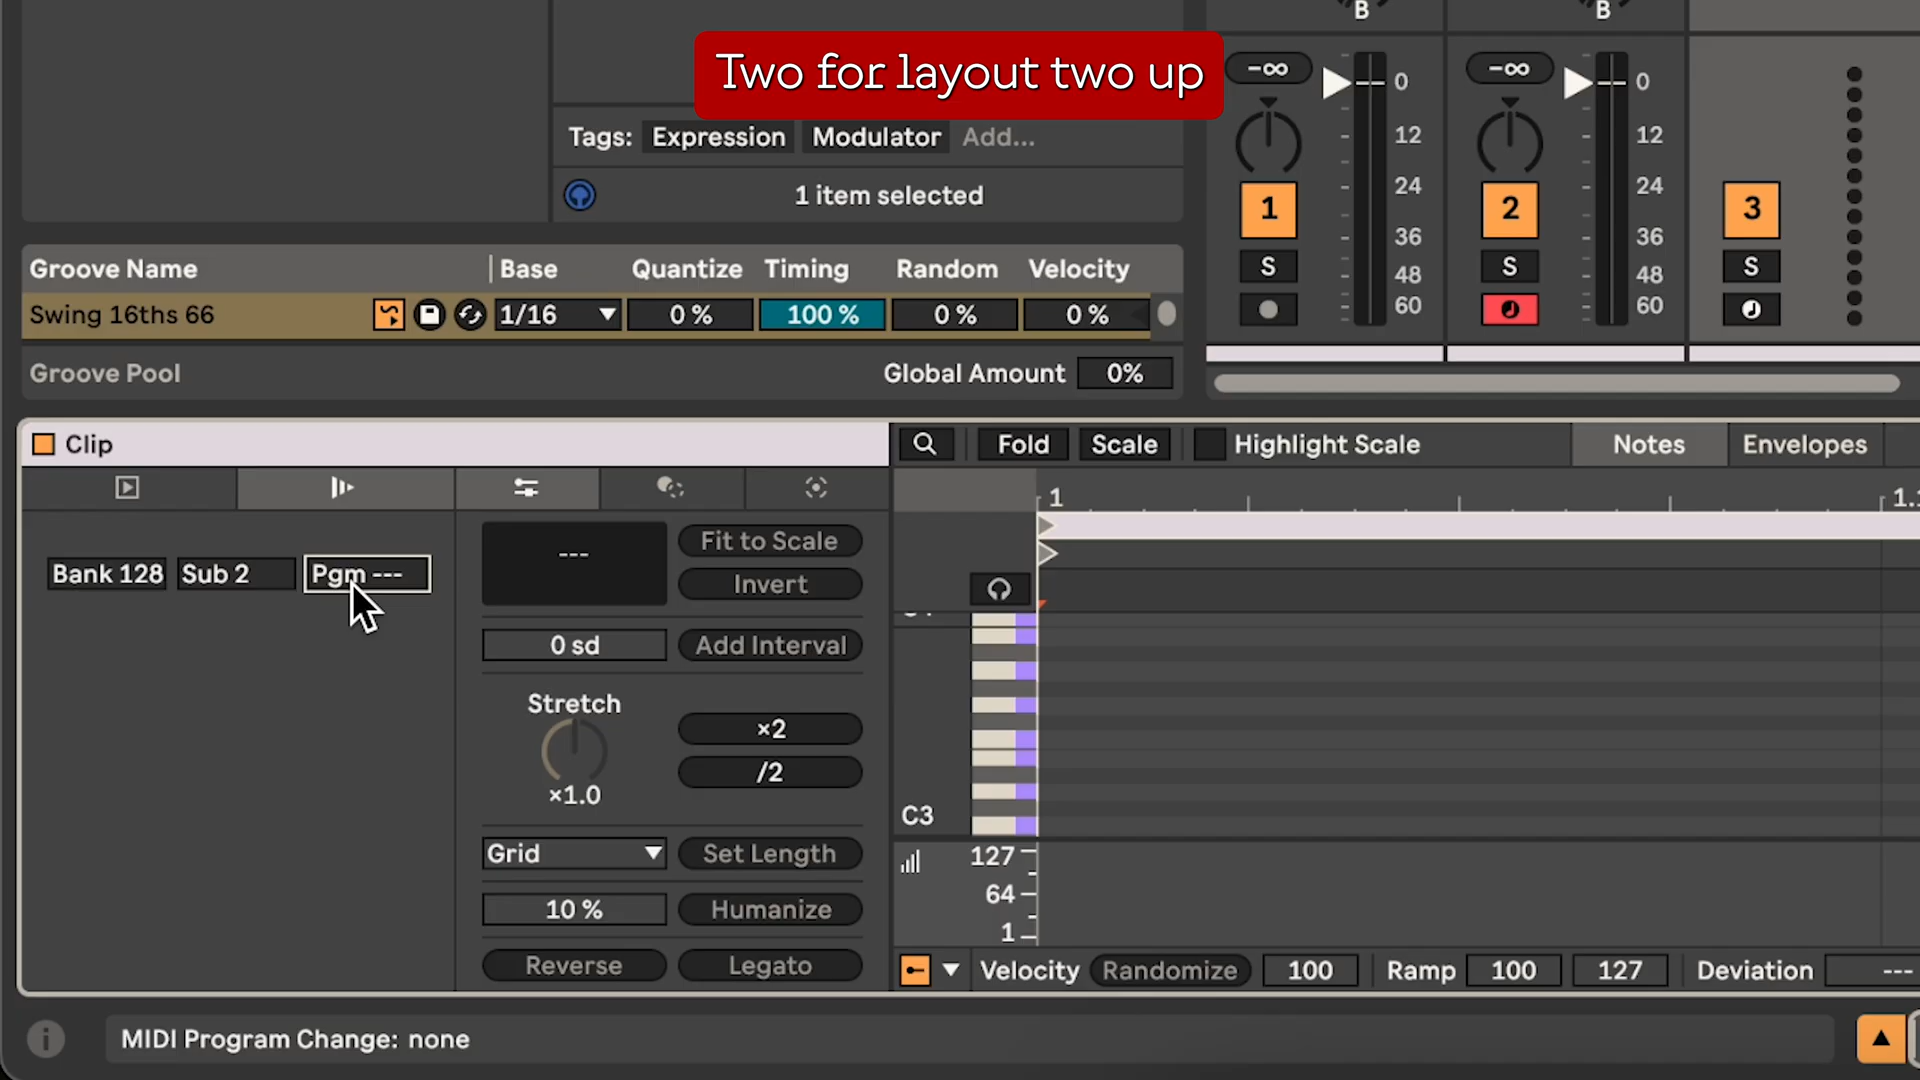 Two for layout two up
B
B
-∞
-∞
0
12
24
36
48
60
0
12
24
36
48
60
1
2
3
S
S
S
Tags: Expression Modulator Add...
1 item selected
Groove Name Base Quantize Timing Random Velocity
Swing 16ths 66 1/16 0 % 100 % 0 % 0 %
Groove Pool Global Amount 0%
Clip
Fold Scale Highlight Scale Notes Envelopes
1 1.1
Bank 128 Sub 2 Pgm ---
---
Fit to Scale
Invert
0 sd Add Interval
Stretch
×1.0
×2
/2
Grid Set Length
10 % Humanize
Reverse Legato
C3
127
64
1
Velocity Randomize 100 Ramp 100 127 Deviation ---
MIDI Program Change: none